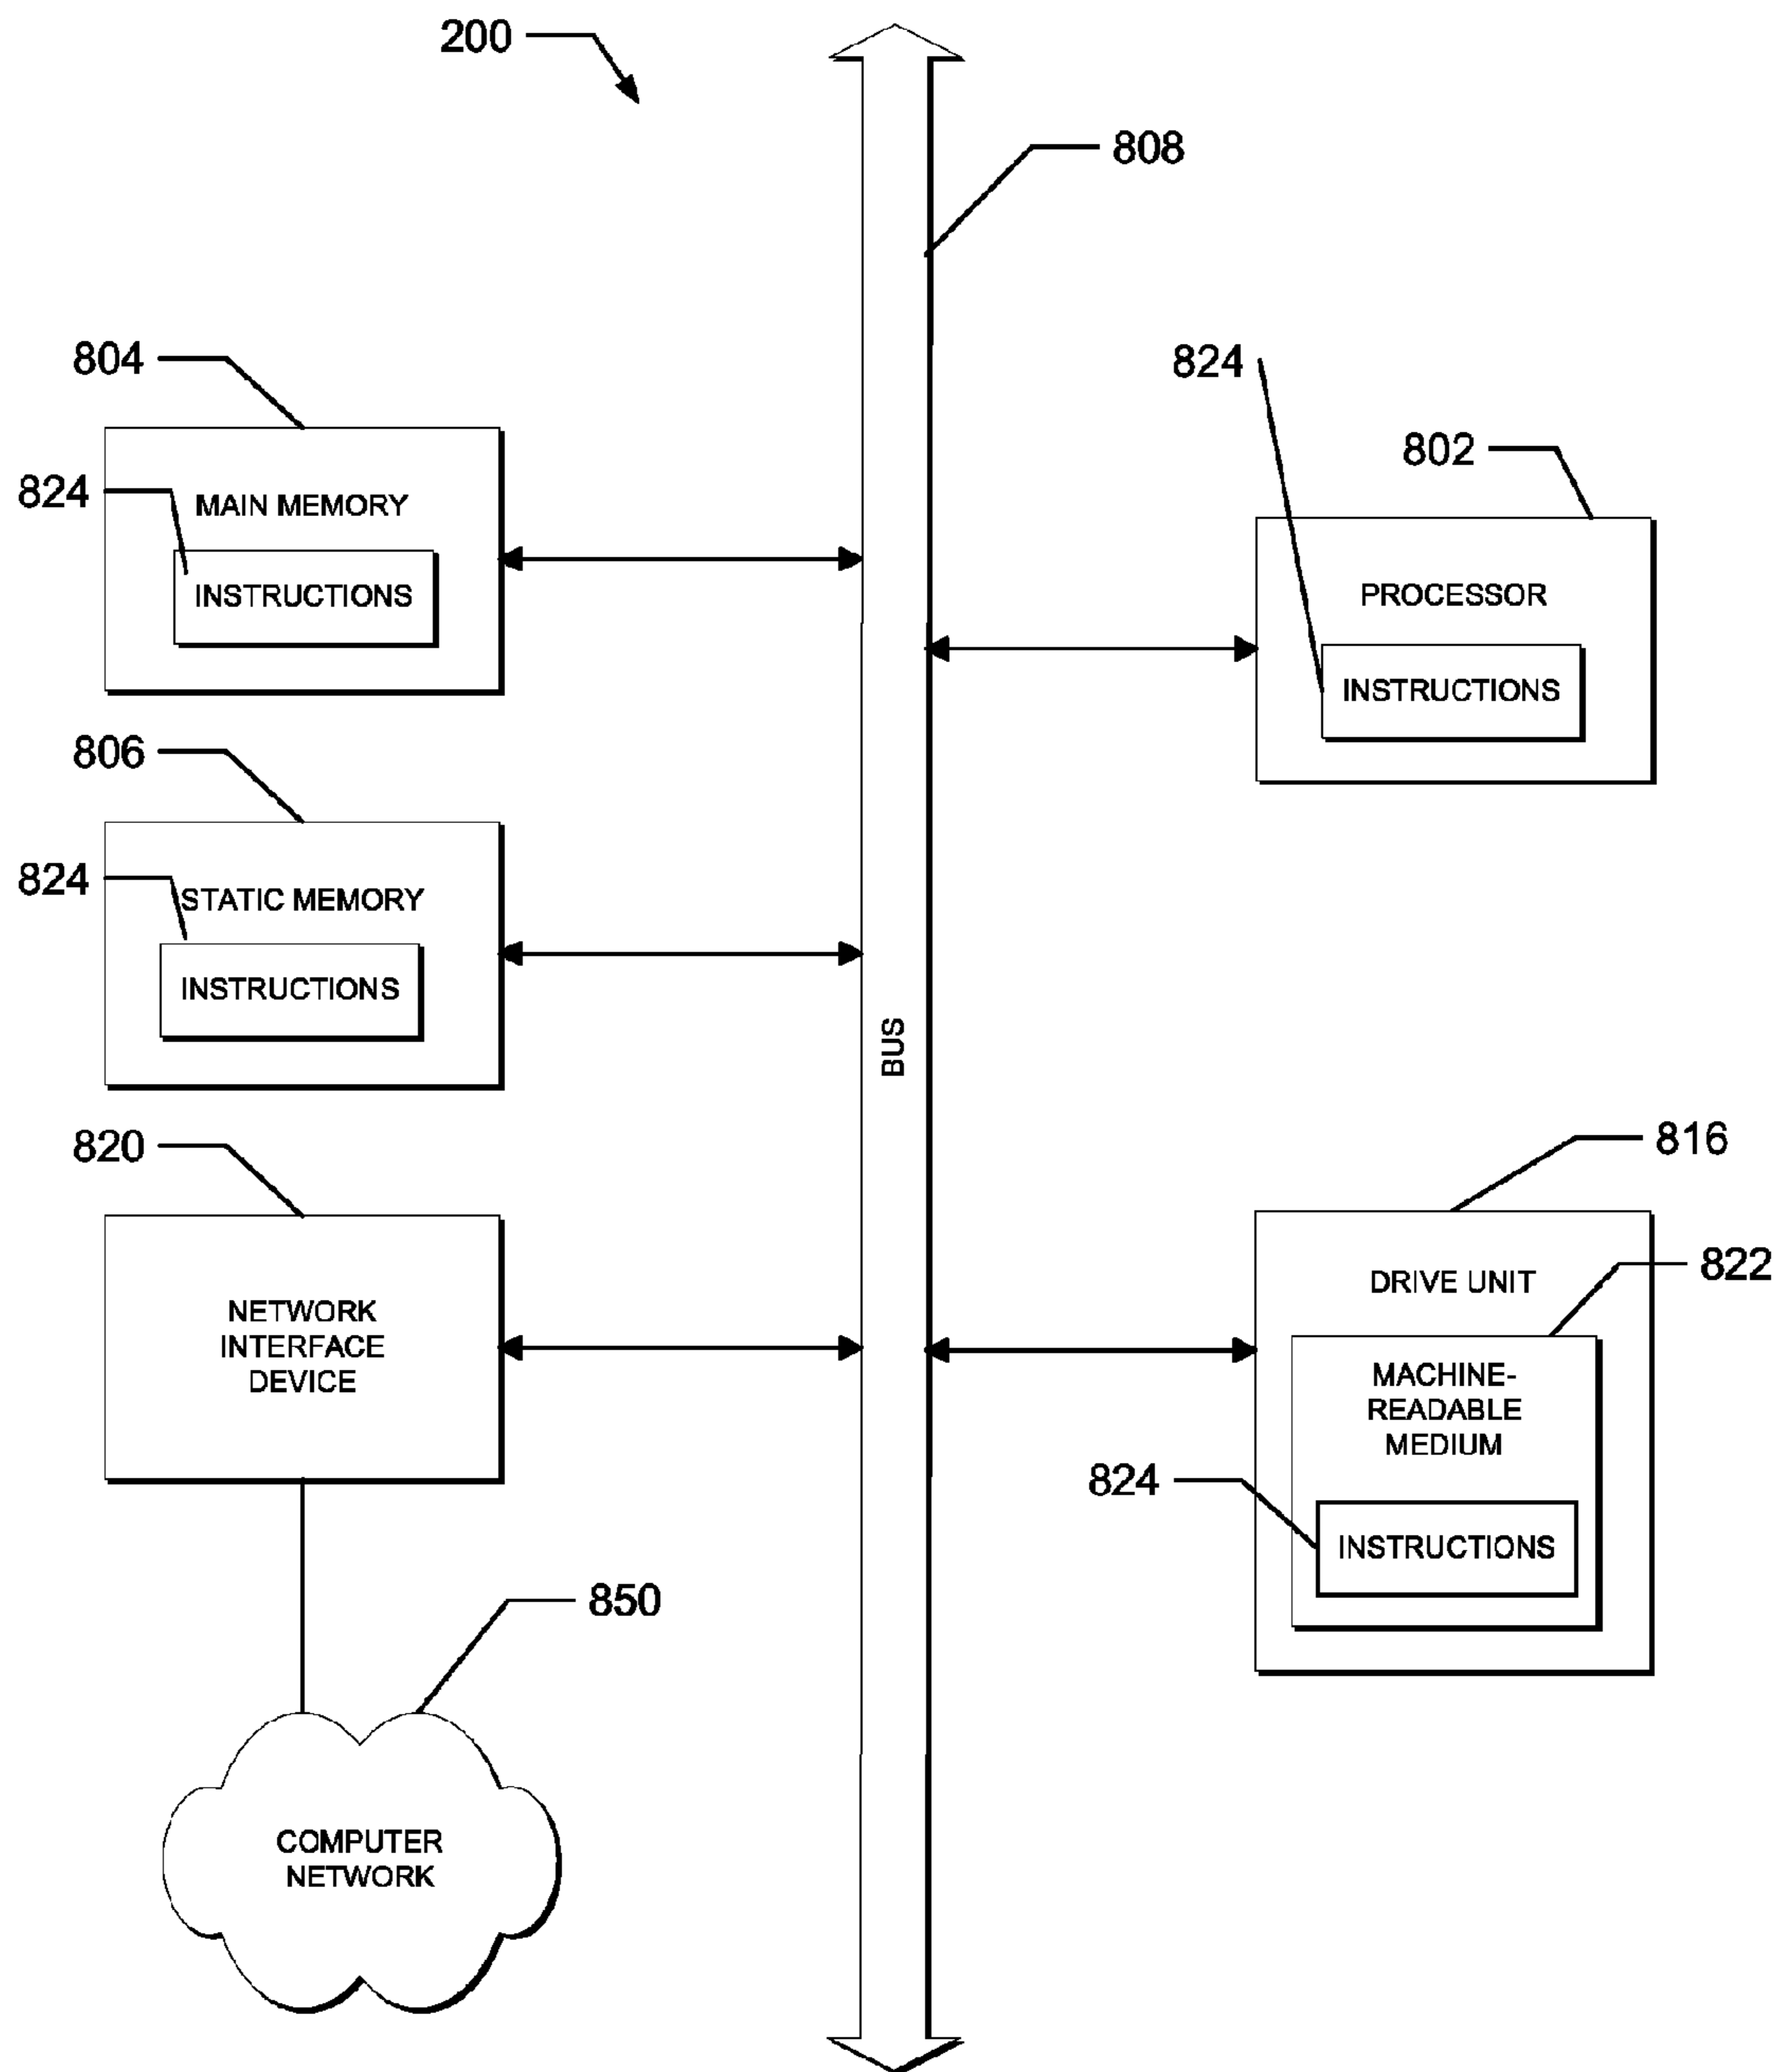 200
808
804
824
MAIN MEMORY
INSTRUCTIONS
824
802
PROCESSOR
INSTRUCTIONS
806
824
STATIC MEMORY
INSTRUCTIONS
BUS
820
NETWORK
INTERFACE
DEVICE
816
DRIVE UNIT
822
MACHINE-
READABLE
MEDIUM
824
INSTRUCTIONS
850
COMPUTER
NETWORK